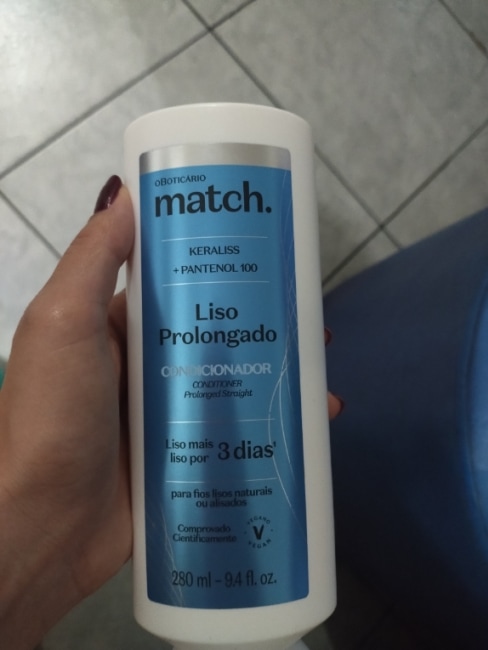 oBOTICÁRIO
match.
KERALISS
+ PANTENOL 100
Liso
Prolongado
CONDICIONADOR
CONDITIONER
Prolonged Straight
Liso mais
liso por 3 dias¹
para fios lisos naturais
ou alisados
Comprovado
Cientificamente
VEGANO
V
VEGAN
280 ml - 9.4 fl. oz.